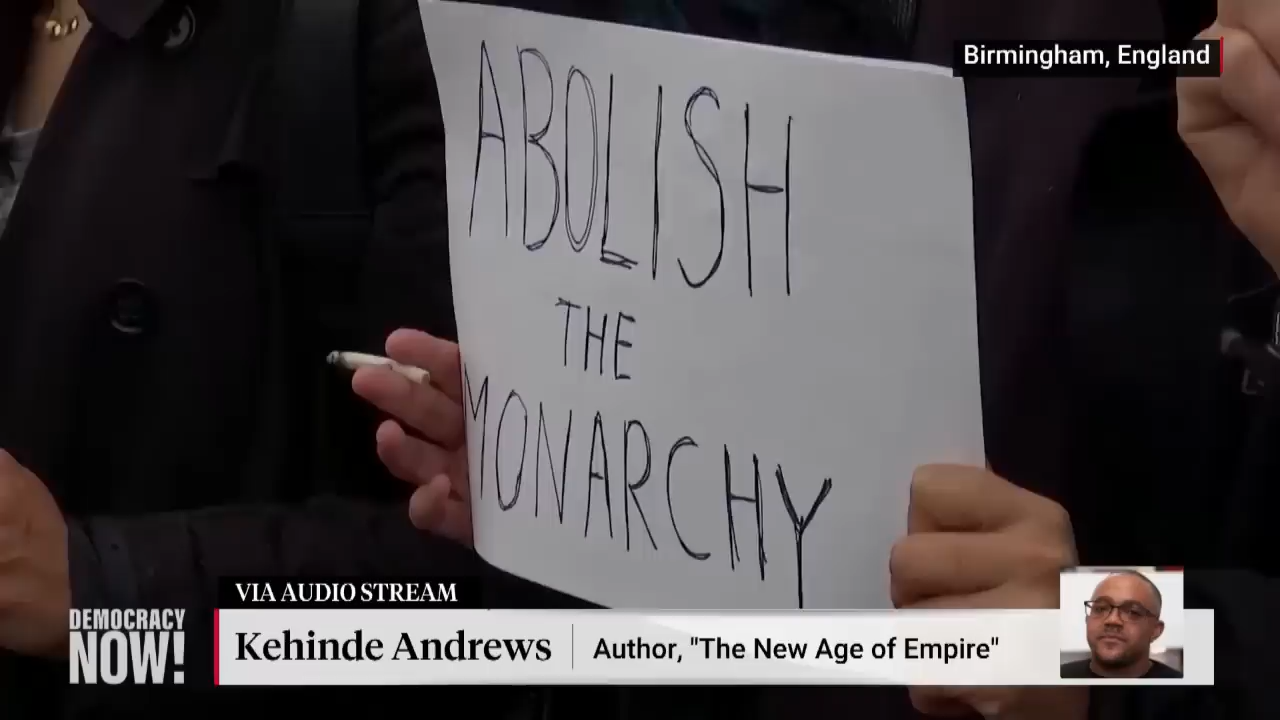 Birmingham, England
ABOLISH
THE
MONARCHY
VIA AUDIO STREAM
DEMOCRACY
NOW!
Kehinde Andrews
Author, "The New Age of Empire"